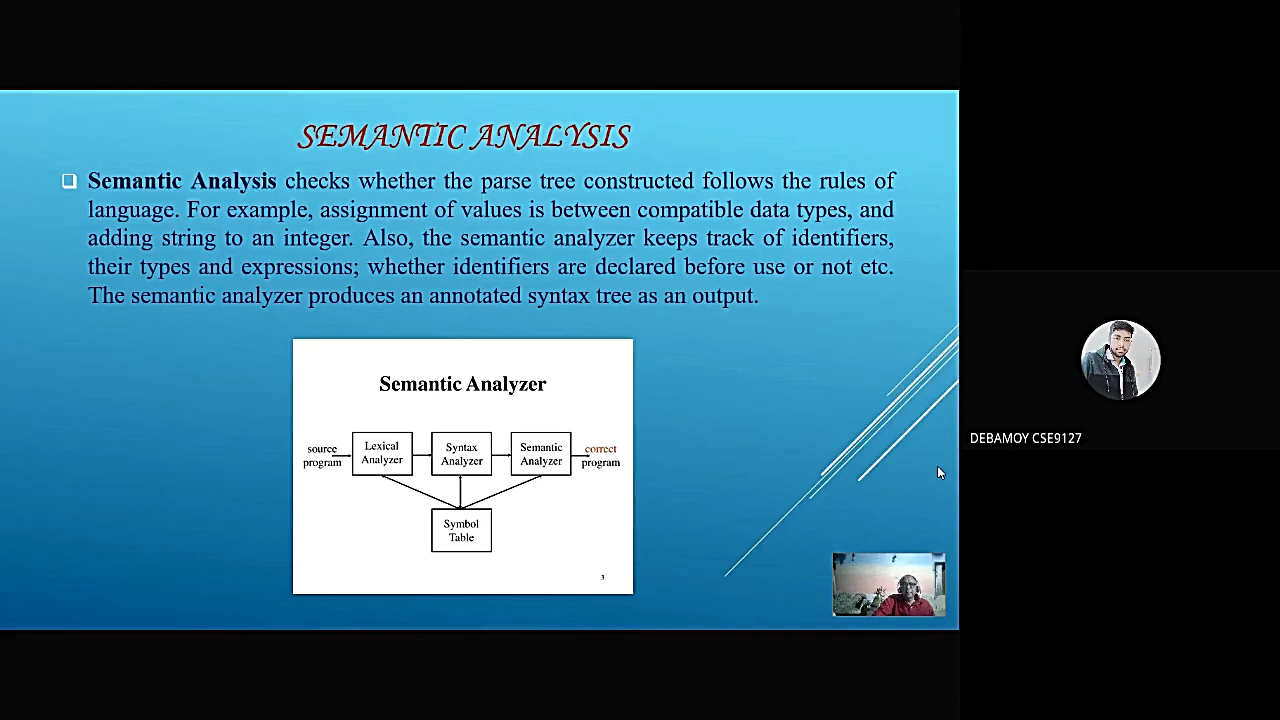 SEMANTIC ANALYSIS
Semantic Analysis checks whether the parse tree constructed follows the rules of
language. For example, assignment of values is between compatible data types, and
adding string to an integer. Also, the semantic analyzer keeps track of identifiers,
their types and expressions; whether identifiers are declared before use or not etc.
The semantic analyzer produces an annotated syntax tree as an output.
Semantic Analyzer
source
program
Lexical
Analyzer
Syntax
Analyzer
Semantic
Analyzer
correct
program
Symbol
Table
3
DEBAMOY CSE9127